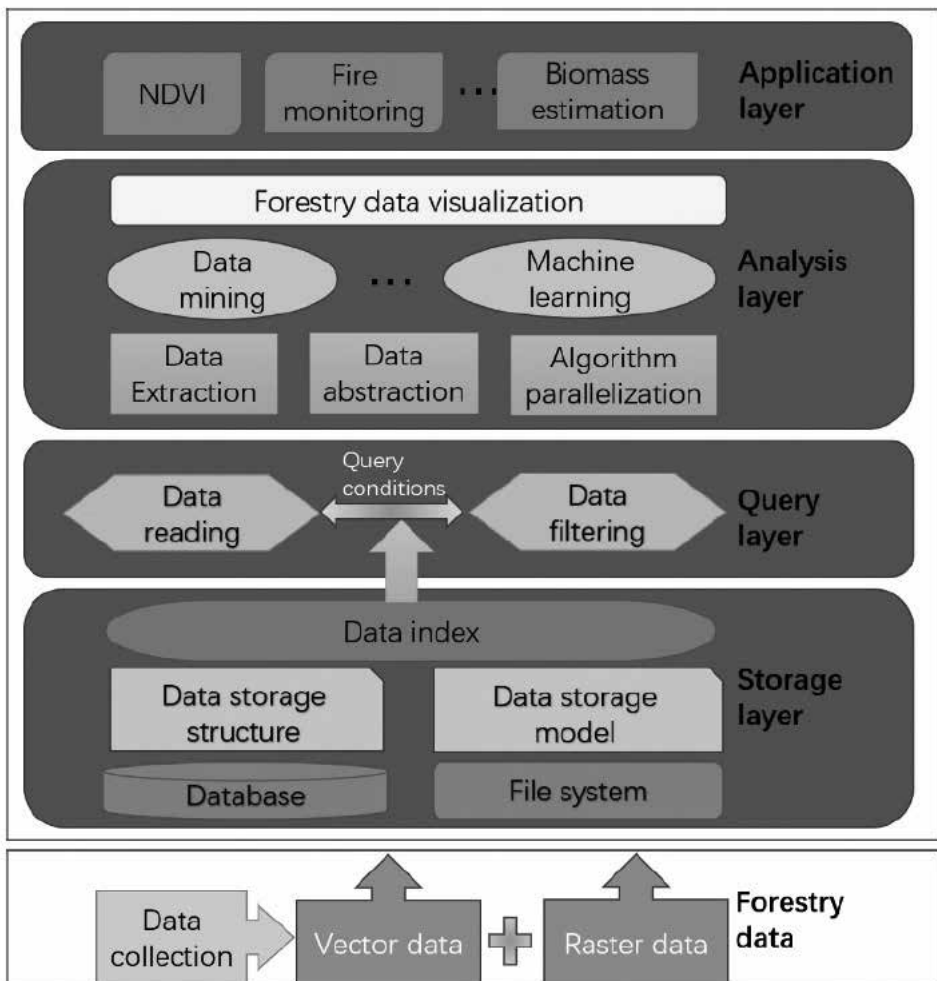 NDVI
Fire
monitoring
...
Biomass
estimation
Application
layer
Forestry data visualization
Data
mining
...
Machine
learning
Analysis
layer
Data
Extraction
Data
abstraction
Algorithm
parallelization
Data
reading
Query
conditions
Data
filtering
Query
layer
Data index
Data storage
structure
Data storage
model
Storage
layer
Database
File system
Data
collection
Vector data
Raster data
Forestry
data